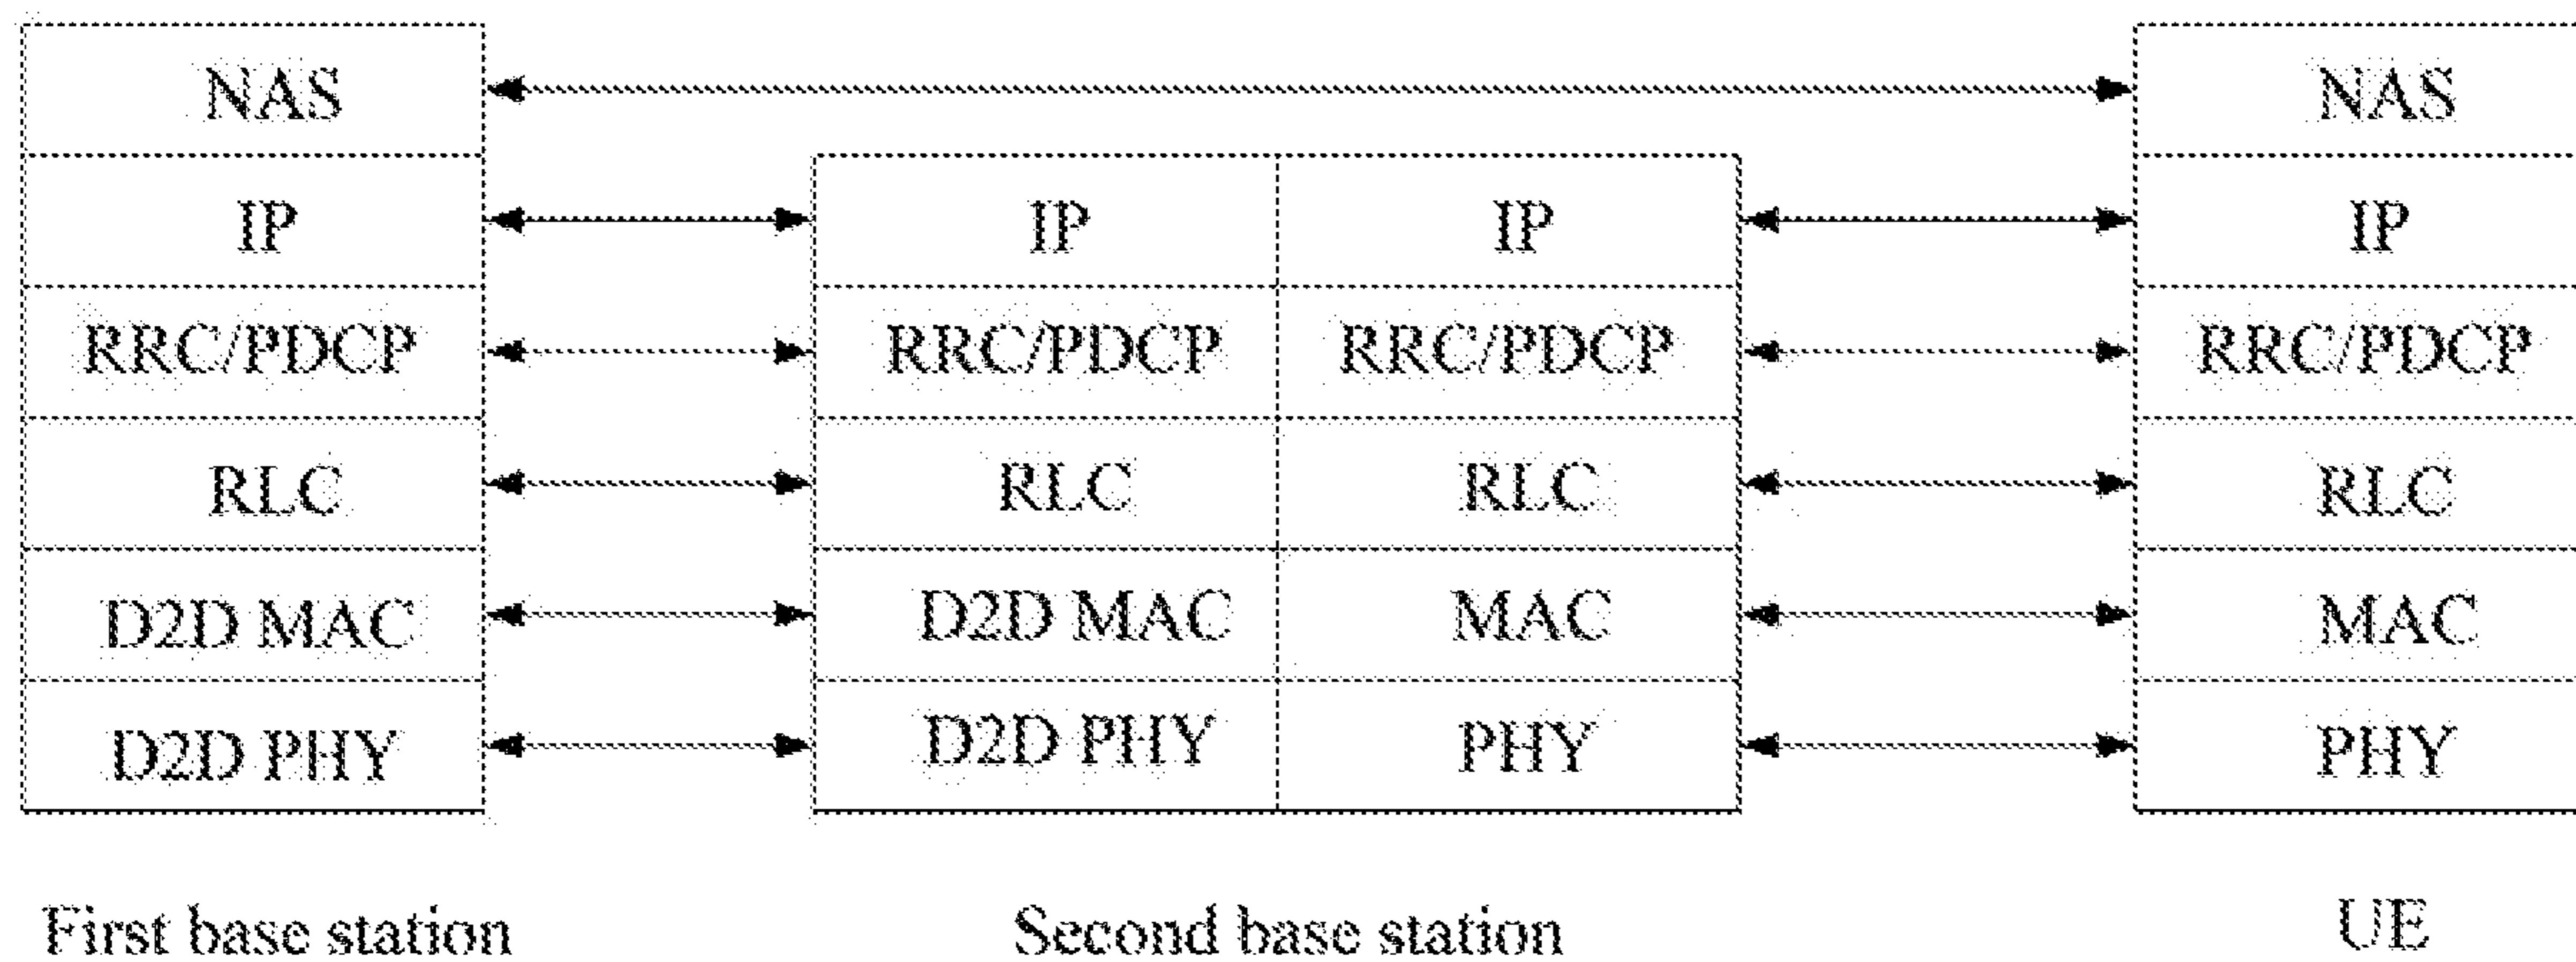 NAS NAS
IP IP IP IP
RRC/PDCP RRC/PDCP RRC/PDCP RRC/PDCP
RLC RLC RLC RLC
D2D MAC D2D MAC MAC MAC
D2D PHY D2D PHY PHY PHY
First base station Second base station UE